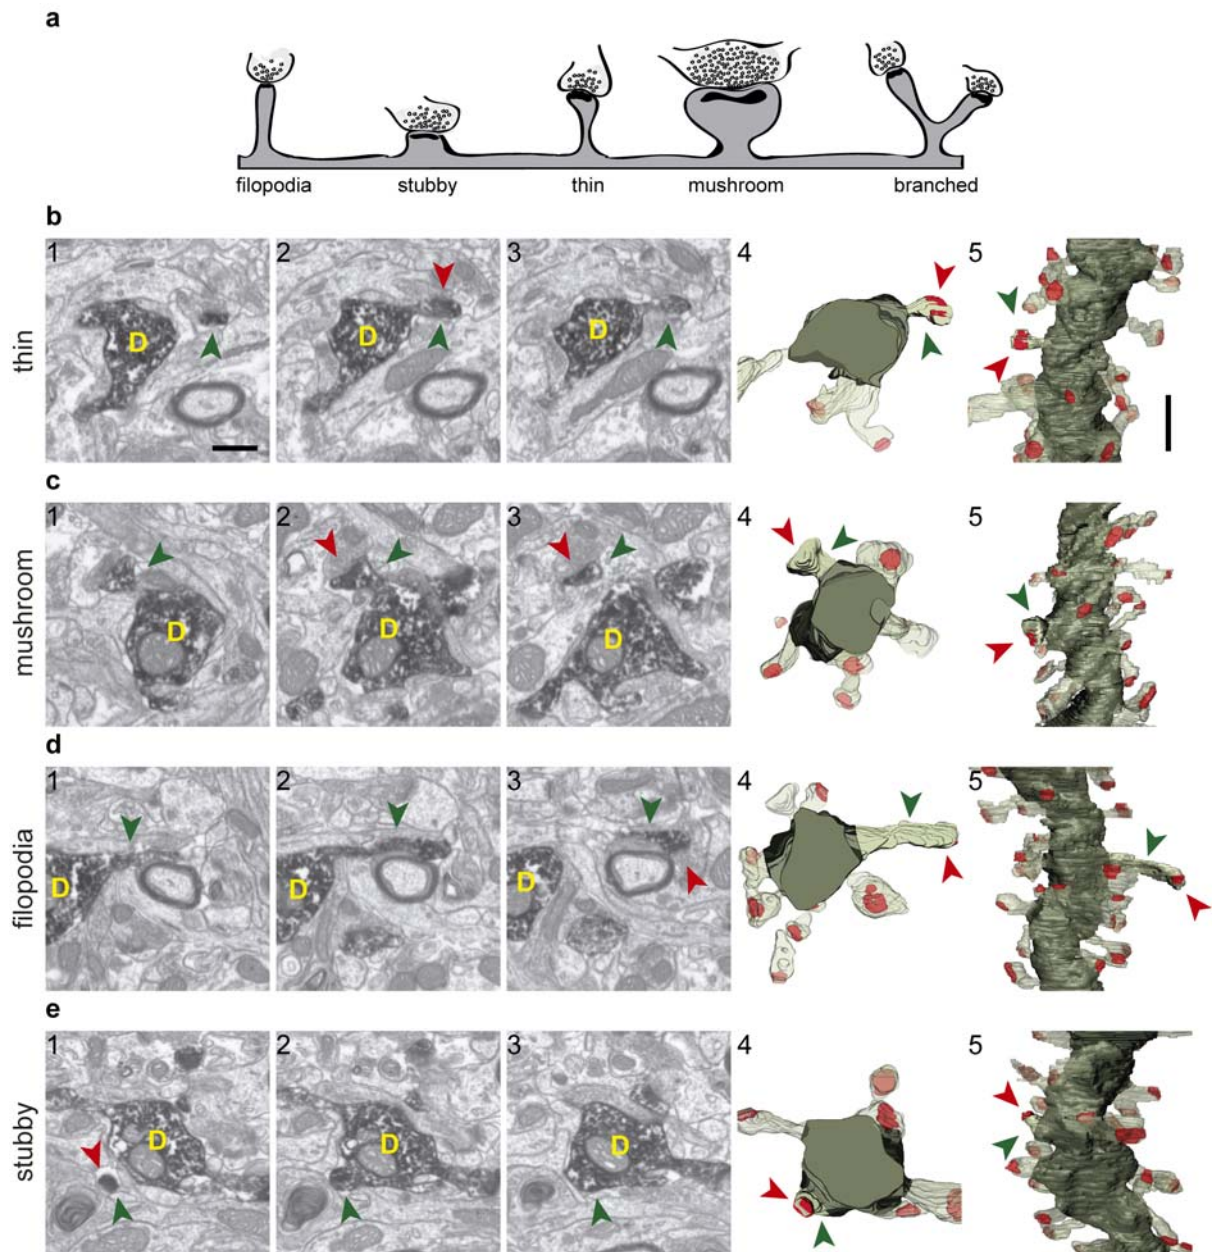 a
filopodia stubby thin mushroom branched
b
thin
1 2 3 4 5
D D D
c
mushroom
1 2 3 4 5
D D D
d
filopodia
1 2 3 4 5
D D D
e
stubby
1 2 3 4 5
D D D